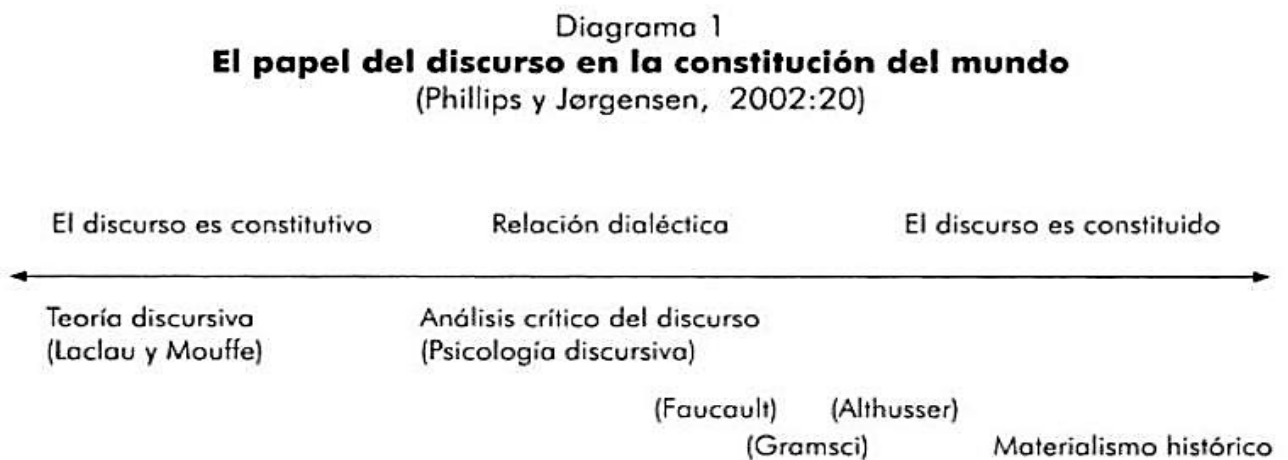 Diagrama 1
El papel del discurso en la constitución del mundo
(Phillips y Jørgensen, 2002:20)
El discurso es constitutivo Relación dialéctica El discurso es constituido
Teoría discursiva Análisis crítico del discurso
(Laclau y Mouffe) (Psicología discursiva)
(Faucault) (Althusser)
(Gramsci) Materialismo histórico